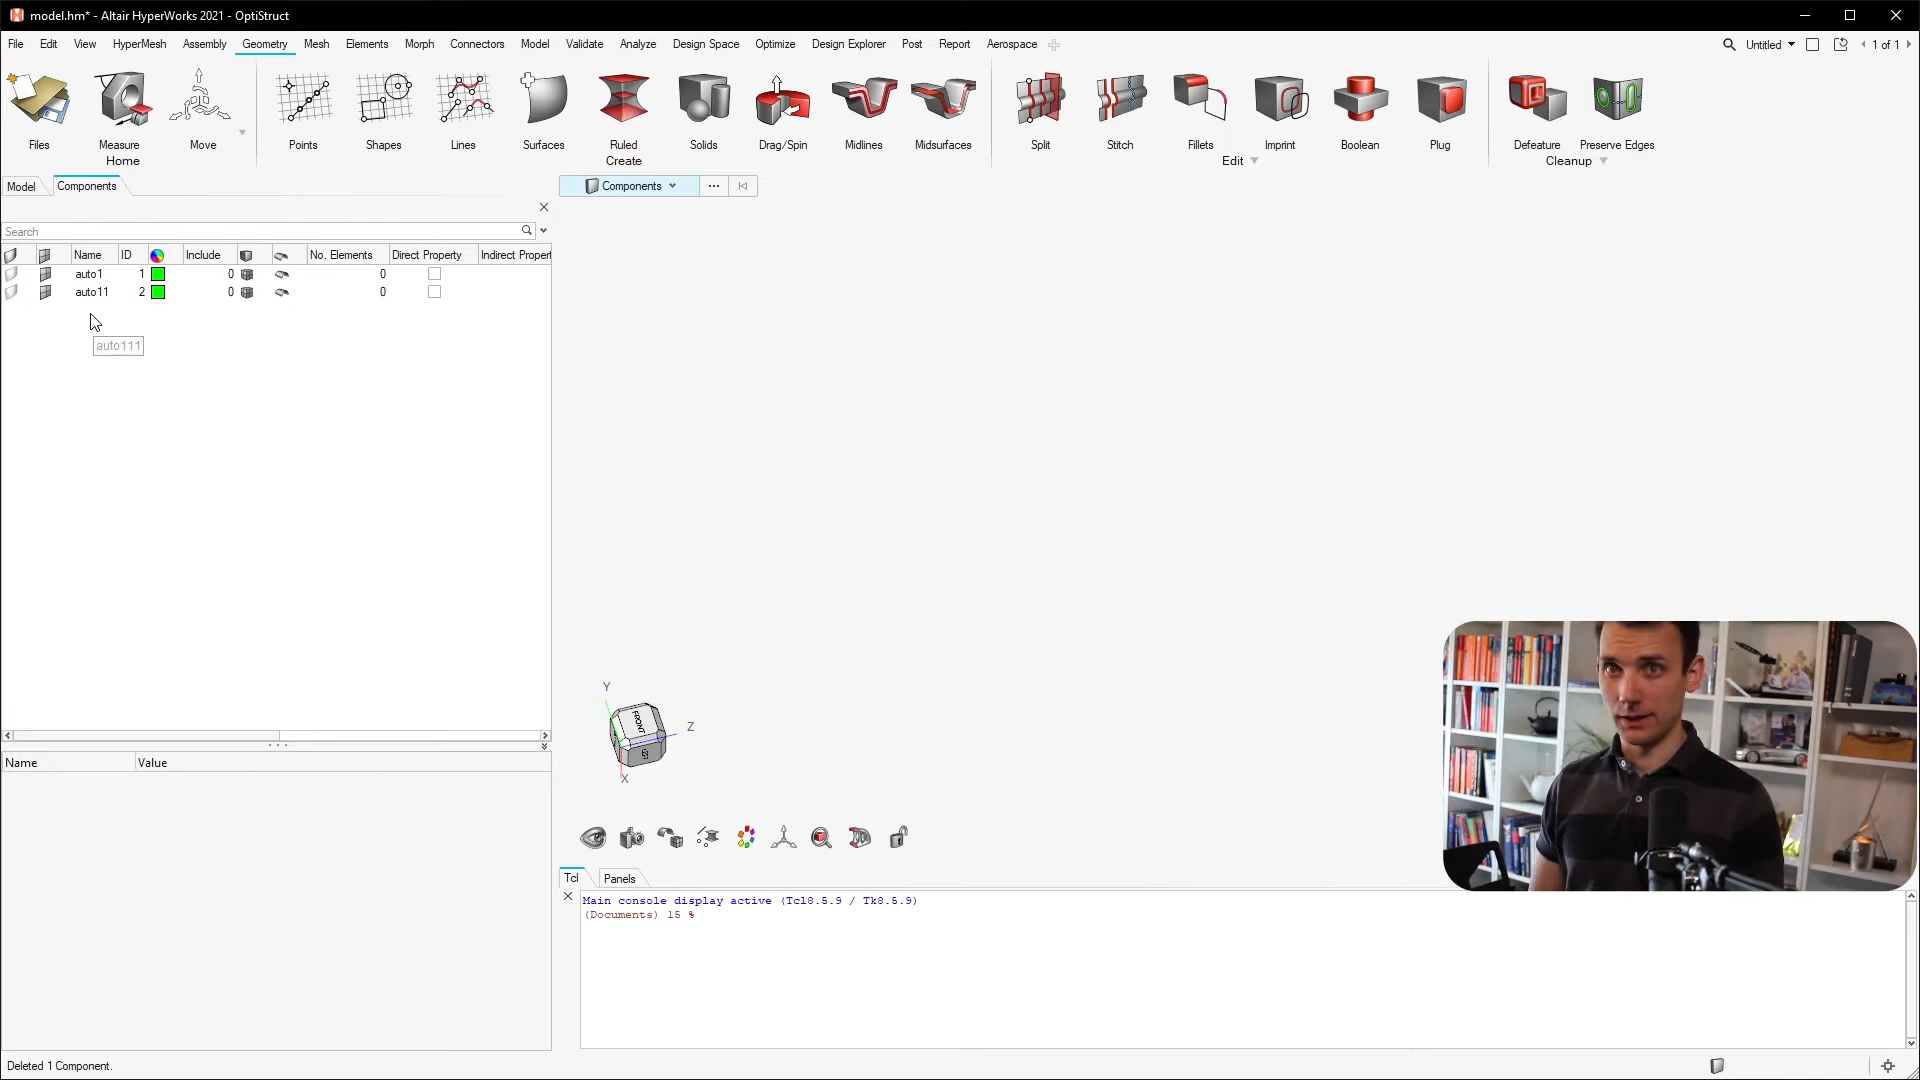 model.hm* - Altair HyperWorks 2021 - OptiStruct
File Edit View HyperMesh Assembly Geometry Mesh Elements Morph Connectors Model Validate Analyze Design Space Optimize Design Explorer Post Report Aerospace Untitled 1 of 1
Files Measure Move Points Shapes Lines Surfaces Ruled Solids Drag/Spin Midlines Midsurfaces Split Stitch Fillets Imprint Boolean Plug Defeature Preserve Edges
Home Create Edit Cleanup
Model Components
Components
Search
Name ID Include No. Elements Direct Property Indirect Propert
auto1 1 0 0
auto11 2 0 0
auto111
Y
FRONT
Z
LEFT
X
Name Value
Tcl Panels
Main console display active (Tcl8.5.9 / Tk8.5.9)
(Documents) 15 %
Deleted 1 Component.